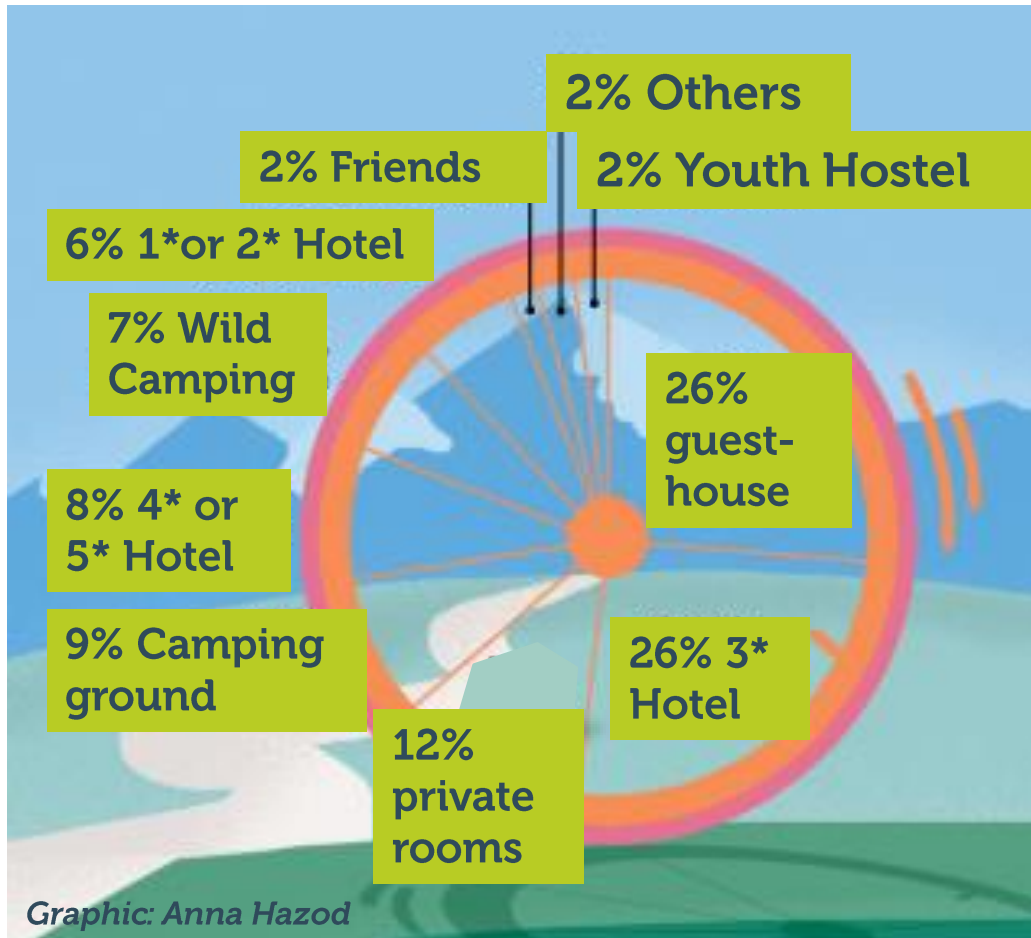 2% Others
2% Friends
2% Youth Hostel
6% 1*or 2* Hotel
7% Wild
Camping
26%
guest-
house
8% 4* or
5* Hotel
9% Camping
ground
26% 3*
Hotel
12%
private
rooms
Graphic: Anna Hazod